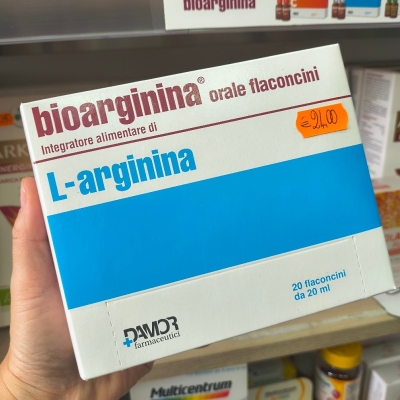 bioarginina
bioarginina® orale flaconcini
Integratore alimentare di
€24,00
L-arginina
20 flaconcini
da 20 ml
DAMOR
farmaceutici
Multicentrum